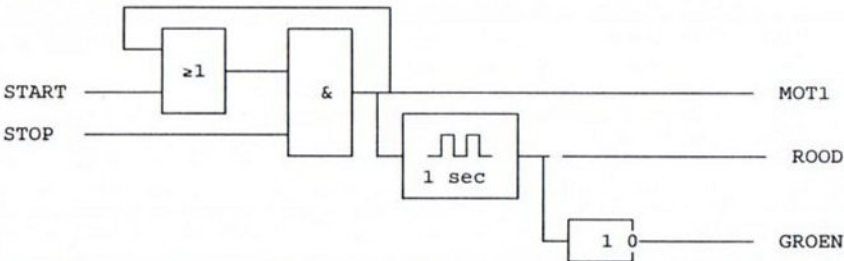 ≥1
START
&
MOT1
STOP
1 sec
ROOD
1 0
GROEN